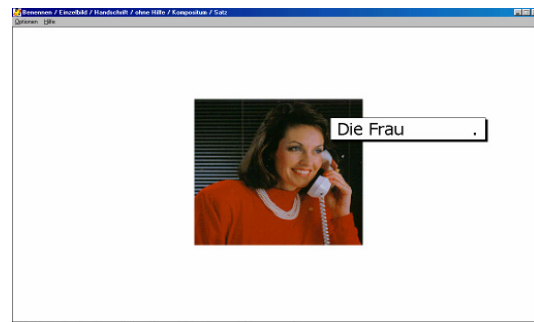 Benennen / Einzelbild / Handschrift / ohne Hilfe / Kompositum / Satz
Optionen Hilfe
Die Frau .